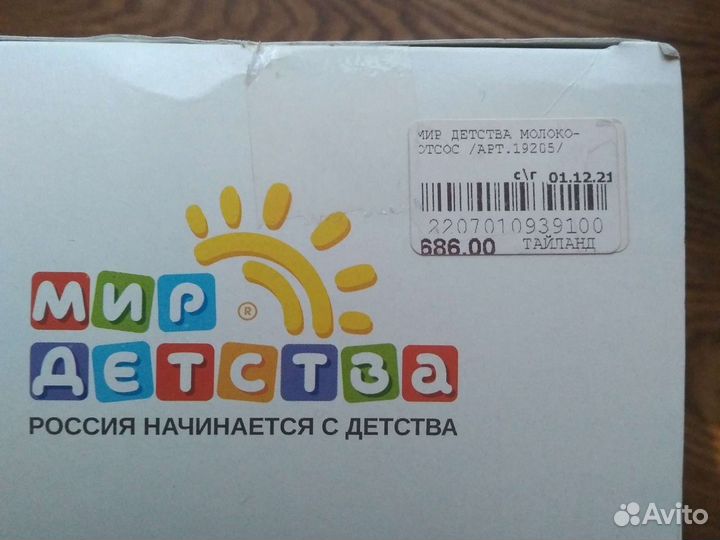 МИР ДЕТСТВА МОЛОКО-
ОТСОС /АРТ.19205/
с\г 01.12.21
2207010939100
686.00 ТАЙЛАНД
МИР ®
ДЕТСТВА
РОССИЯ НАЧИНАЕТСЯ С ДЕТСТВА
Avito